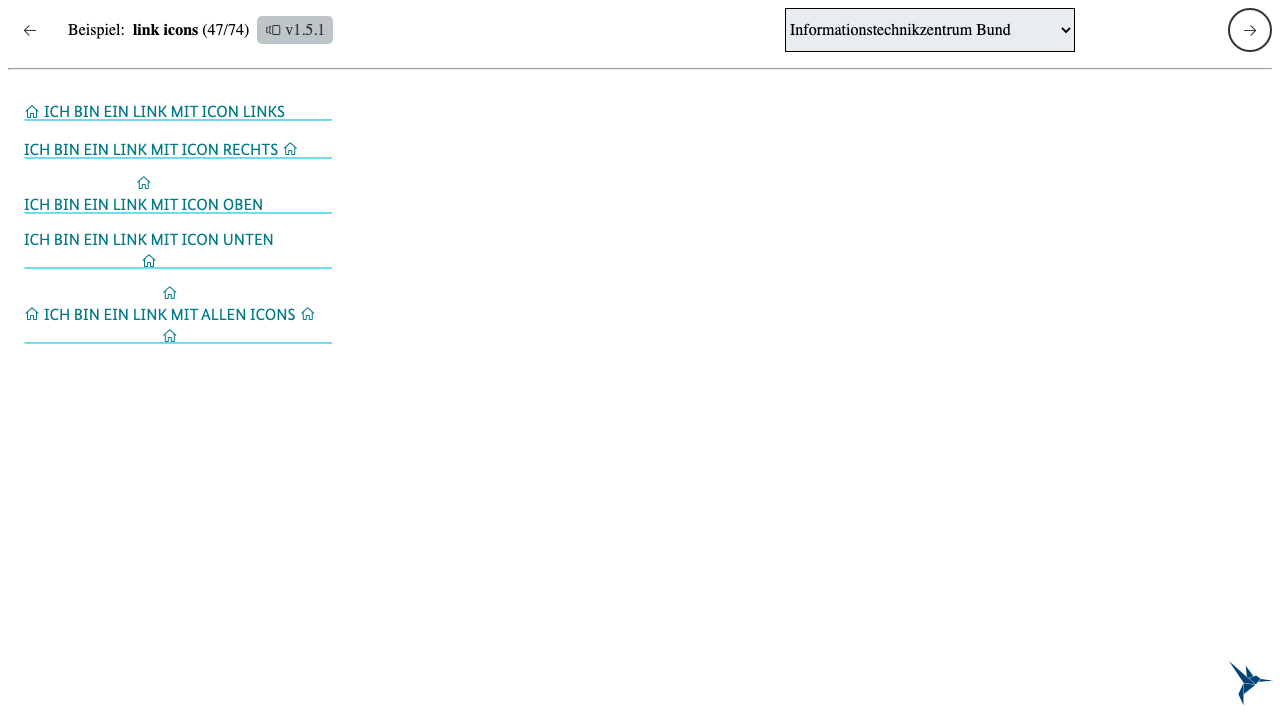 Beispiel: link icons (47/74) v1.5.1 Informationstechnikzentrum Bund
ICH BIN EIN LINK MIT ICON LINKS
ICH BIN EIN LINK MIT ICON RECHTS
ICH BIN EIN LINK MIT ICON OBEN
ICH BIN EIN LINK MIT ICON UNTEN
ICH BIN EIN LINK MIT ALLEN ICONS